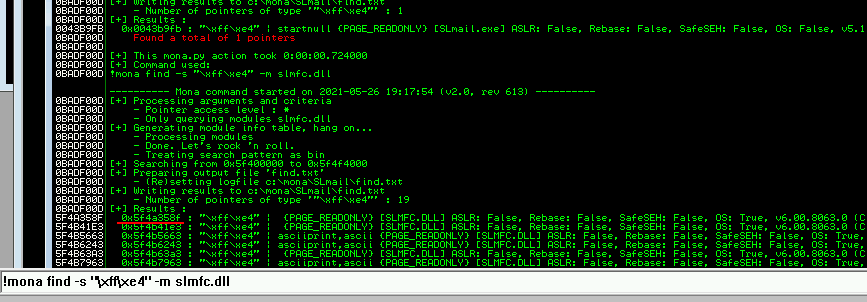 0BADF00D [+] Writing results to c:\mona\SLmail\find.txt
0BADF00D     - Number of pointers of type '"\xff\xe4"' : 1
0BADF00D [+] Results :
0043B9FB   0x0043b9fb : "\xff\xe4" | startnull {PAGE_READONLY} [SLmail.exe] ASLR: False, Rebase: False, SafeSEH: False, OS: False, v5.1
0BADF00D     Found a total of 1 pointers
0BADF00D
0BADF00D [+] This mona.py action took 0:00:00.724000
0BADF00D [+] Command used:
0BADF00D !mona find -s "\xff\xe4" -m slmfc.dll
0BADF00D ---------- Mona command started on 2021-05-26 19:17:54 (v2.0, rev 613) ----------
0BADF00D [+] Processing arguments and criteria
0BADF00D     - Pointer access level : *
0BADF00D     - Only querying modules slmfc.dll
0BADF00D [+] Generating module info table, hang on...
0BADF00D     - Processing modules
0BADF00D     - Done. Let's rock 'n roll.
0BADF00D     - Treating search pattern as bin
0BADF00D [+] Searching from 0x5f400000 to 0x5f4f4000
0BADF00D [+] Preparing output file 'find.txt'
0BADF00D     - (Re)setting logfile c:\mona\SLmail\find.txt
0BADF00D [+] Writing results to c:\mona\SLmail\find.txt
0BADF00D     - Number of pointers of type '"\xff\xe4"' : 19
0BADF00D [+] Results :
5F4A358F   0x5f4a358f : "\xff\xe4" |  {PAGE_READONLY} [SLMFC.DLL] ASLR: False, Rebase: False, SafeSEH: False, OS: True, v6.00.8063.0 (C
5F4B41E3   0x5f4b41e3 : "\xff\xe4" |  {PAGE_READONLY} [SLMFC.DLL] ASLR: False, Rebase: False, SafeSEH: False, OS: True, v6.00.8063.0 (C
5F4B5663   0x5f4b5663 : "\xff\xe4" | asciiprint,ascii {PAGE_READONLY} [SLMFC.DLL] ASLR: False, Rebase: False, SafeSEH: False, OS: True,
5F4B6243   0x5f4b6243 : "\xff\xe4" | asciiprint,ascii {PAGE_READONLY} [SLMFC.DLL] ASLR: False, Rebase: False, SafeSEH: False, OS: True,
5F4B63A3   0x5f4b63a3 : "\xff\xe4" |  {PAGE_READONLY} [SLMFC.DLL] ASLR: False, Rebase: False, SafeSEH: False, OS: True, v6.00.8063.0 (C
5F4B7963   0x5f4b7963 : "\xff\xe4" | asciiprint,ascii {PAGE_READONLY} [SLMFC.DLL] ASLR: False, Rebase: False, SafeSEH: False, OS: True,
!mona find -s "\xff\xe4" -m slmfc.dll